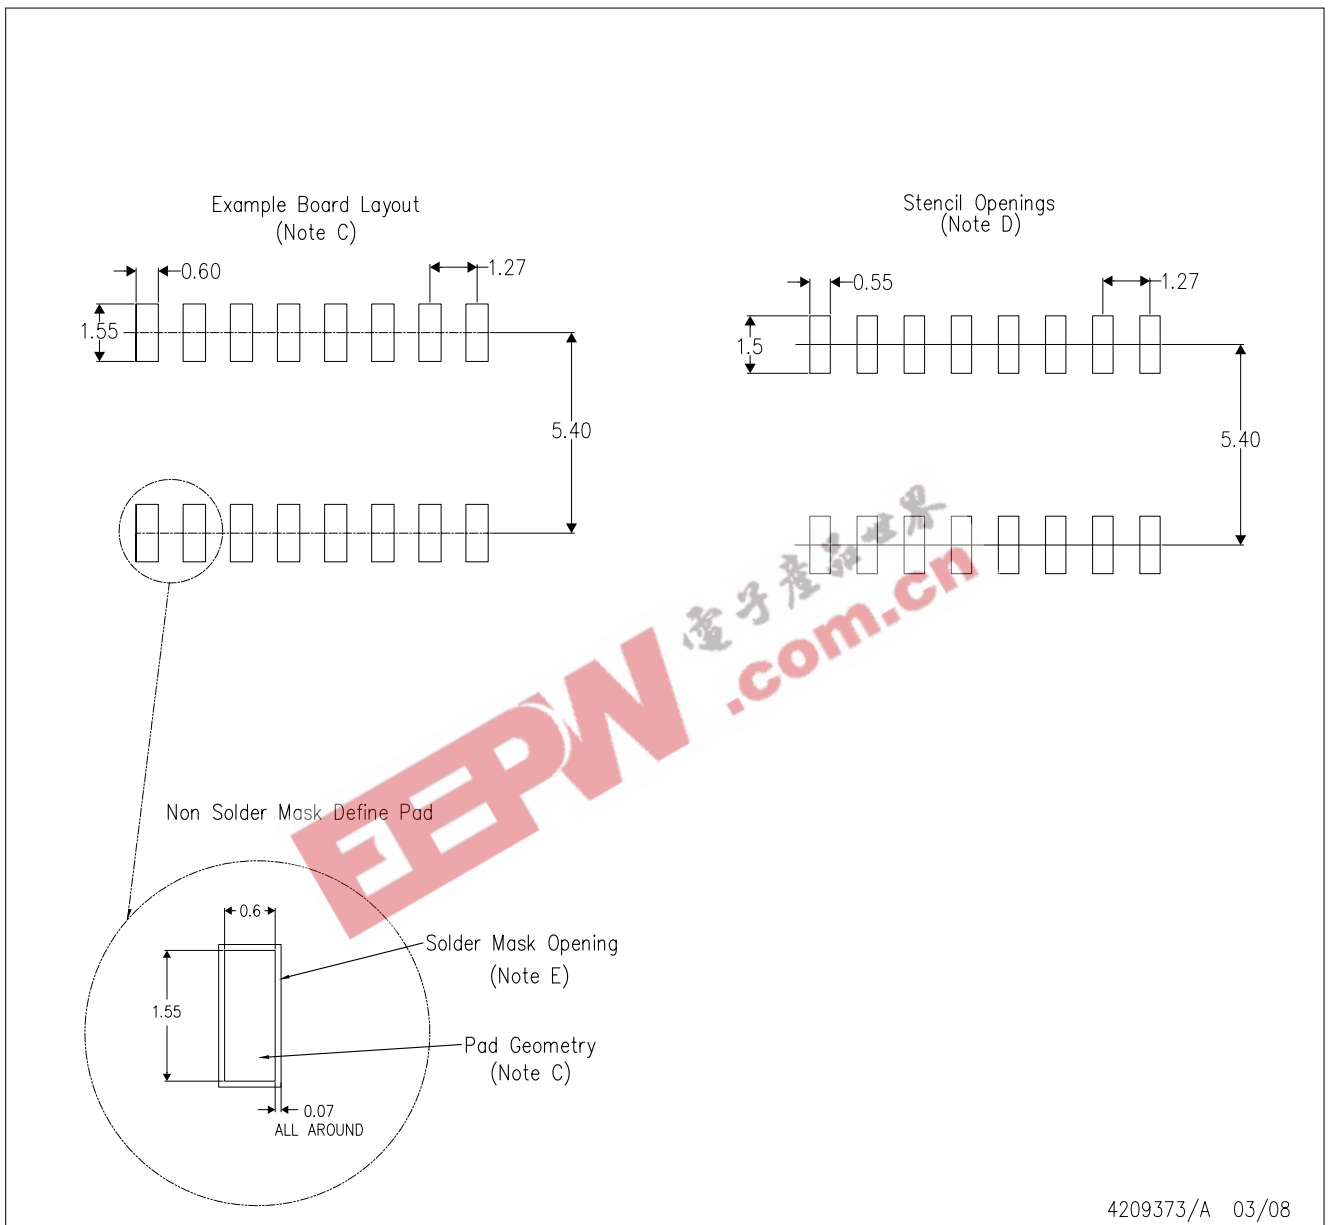 Example Board Layout
(Note C)
Stencil Openings
(Note D)
0.60
1.27
1.55
5.40
0.55
1.27
1.5
5.40
電子產品世界
.com.cn
EEPW
Non Solder Mask Define Pad
0.6
Solder Mask Opening
(Note E)
1.55
Pad Geometry
(Note C)
0.07
ALL AROUND
4209373/A 03/08